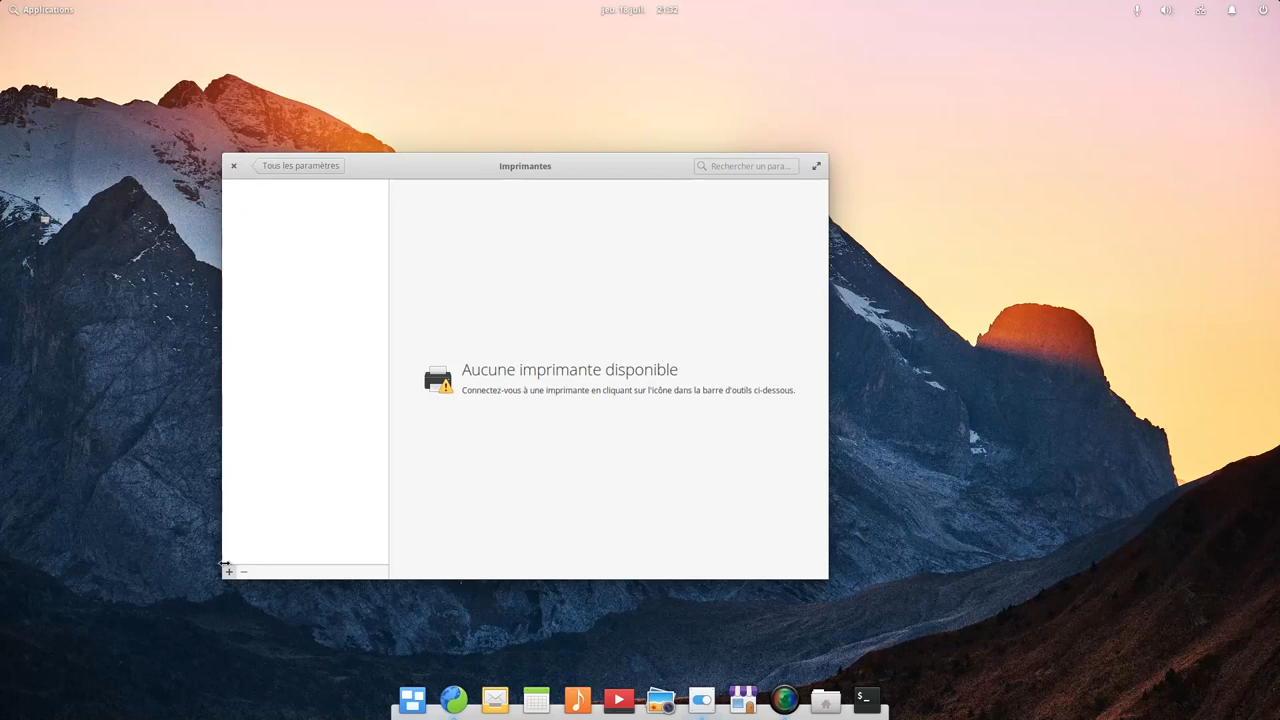 Applications
jeu. 18 juil. 21:32
Tous les paramètres
Imprimantes
Rechercher un para...
Aucune imprimante disponible
Connectez-vous à une imprimante en cliquant sur l'icône dans la barre d'outils ci-dessous.
$_